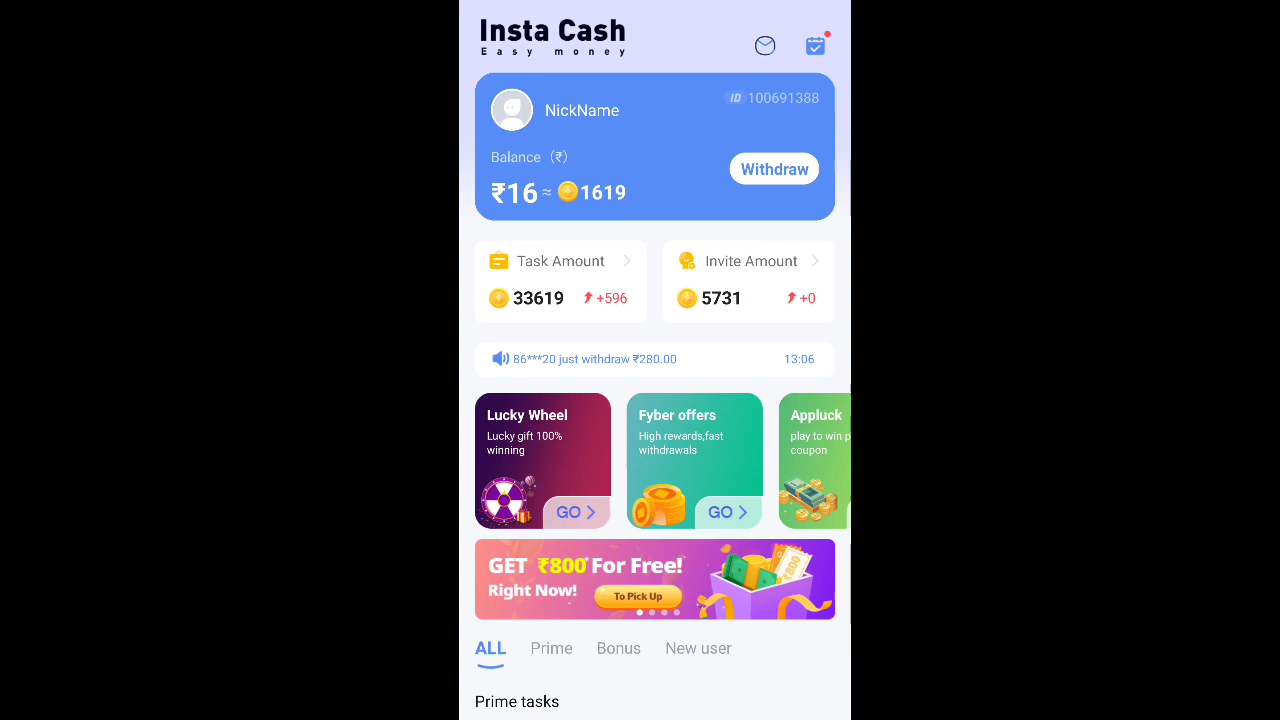 Insta Cash
Easy money
NickName
ID 100691388
Balance（₹）
₹16 ≈ 1619
Withdraw
Task Amount
33619 +596
Invite Amount
5731 +0
86***20 just withdraw ₹280.00 13:06
Lucky Wheel
Lucky gift 100%
winning
GO
Fyber offers
High rewards,fast
withdrawals
GO
Appluck
play to win p
coupon
GET ₹800 For Free!
Right Now!
To Pick Up
₹800
ALL Prime Bonus New user
Prime tasks